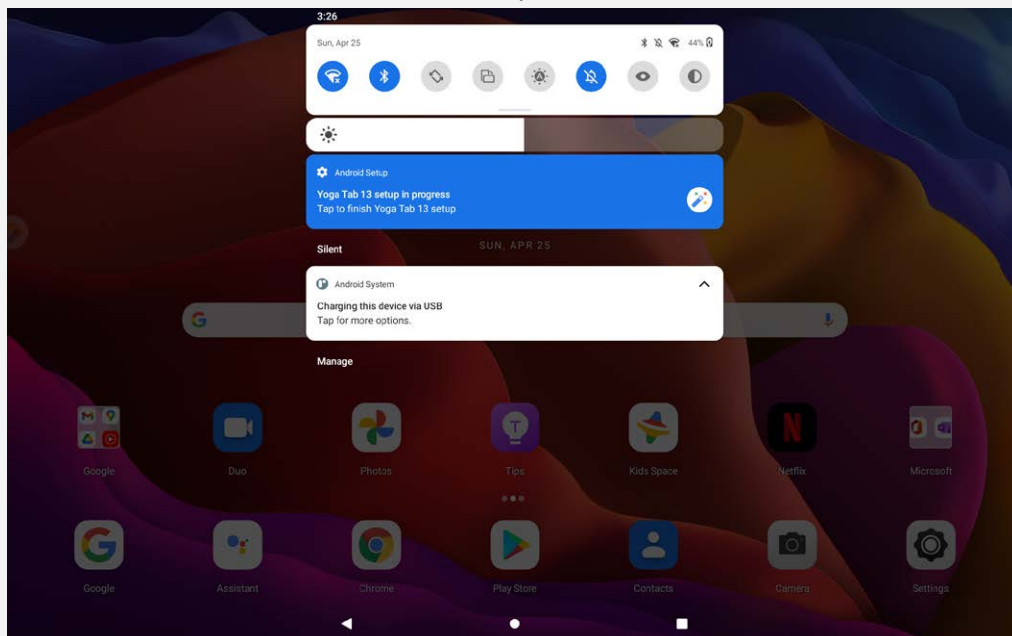 3:26
Sun, Apr 25
44%
Android Setup
Yoga Tab 13 setup in progress
Tap to finish Yoga Tab 13 setup
Silent
SUN, APR 25
Android System
Charging this device via USB
Tap for more options.
Manage
Google
Duo
Photos
Tips
Kids Space
Netflix
Microsoft
Google
Assistant
Chrome
Play Store
Contacts
Camera
Settings